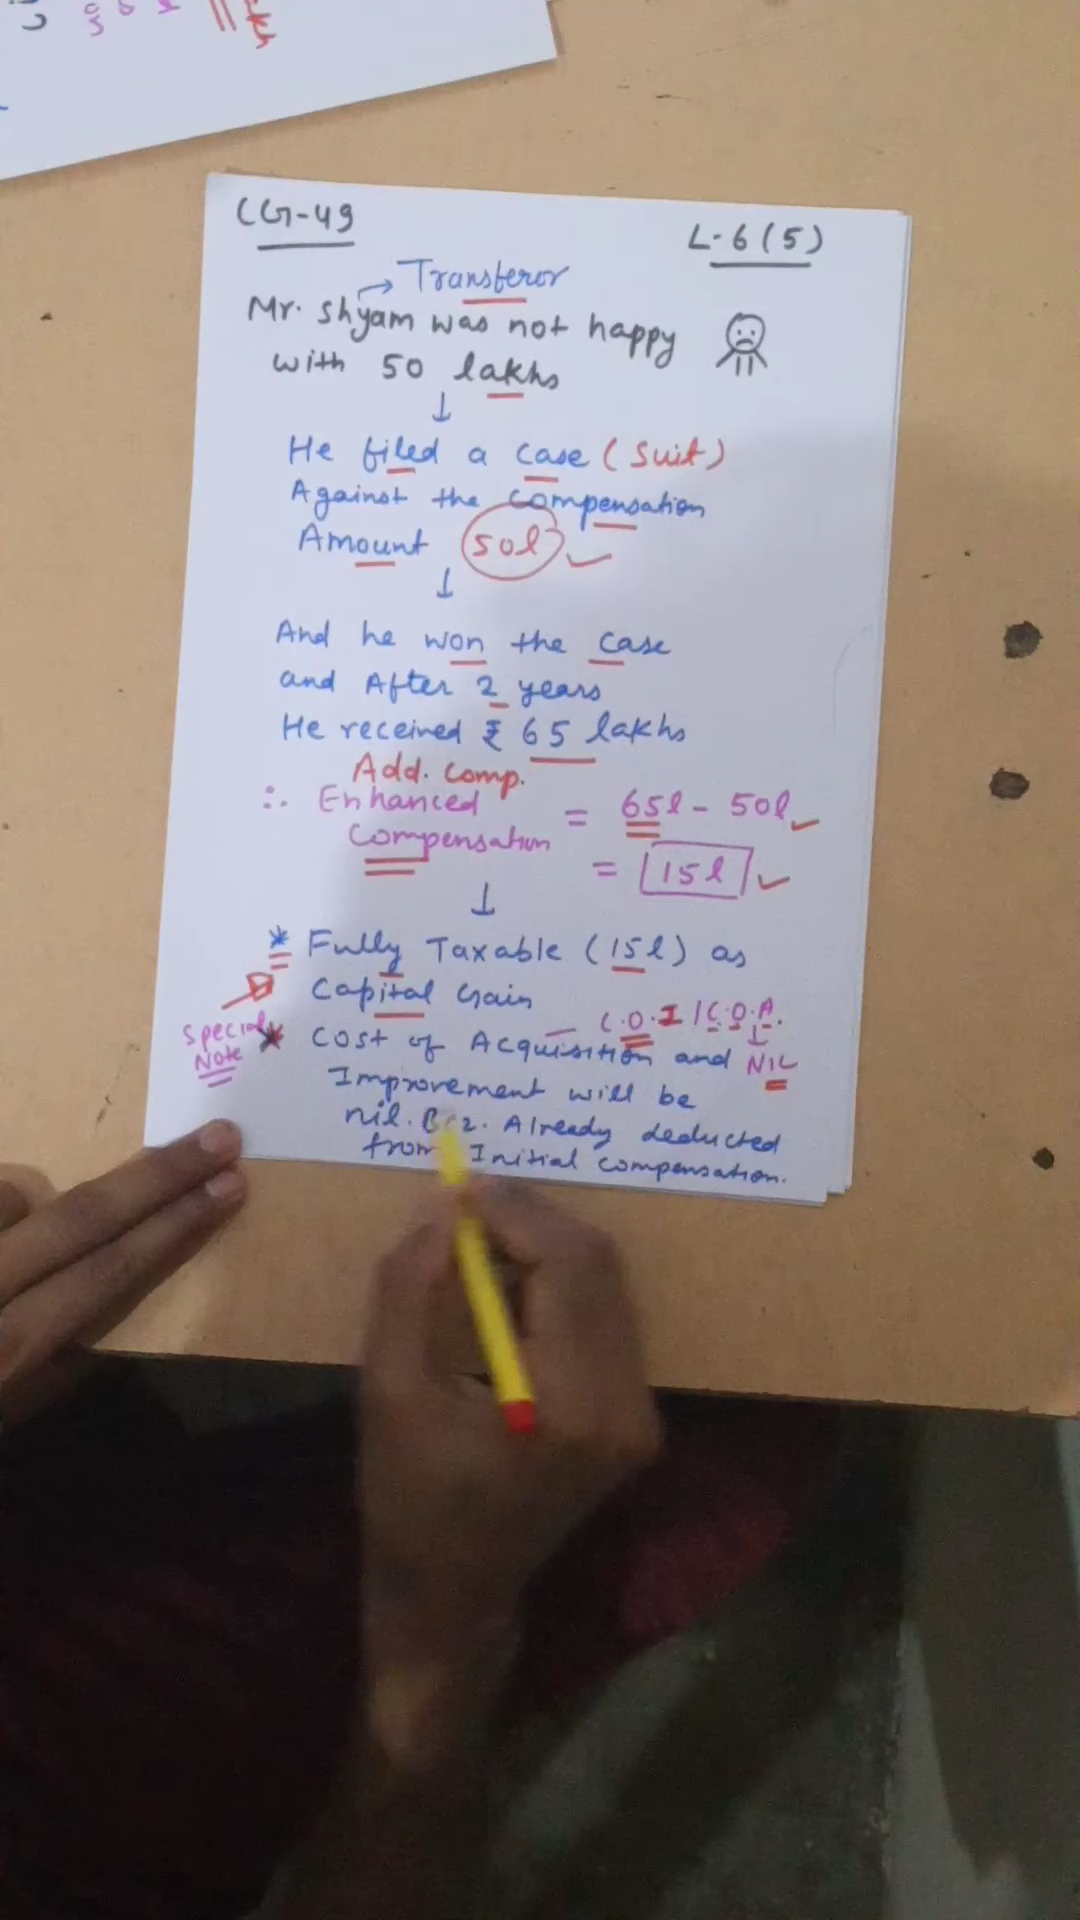 CG-49
L-6(5)
→ Transferor
Mr. Shyam was not happy
with 50 lakhs
↓
He filed a case (suit)
Against the compensation
Amount 50l ✓
↓
And he won the case
and After 2 years
He received ₹ 65 lakhs
Add. comp.
∴ Enhanced = 65l - 50l ✓
Compensation = 15l ✓
↓
* Fully Taxable (15l) as
Capital Gain
Special Note
C.O.I / C.O.A.
* Cost of Acquisition and NIL
Improvement will be
nil. Bcz. Already deducted
from Initial compensation.